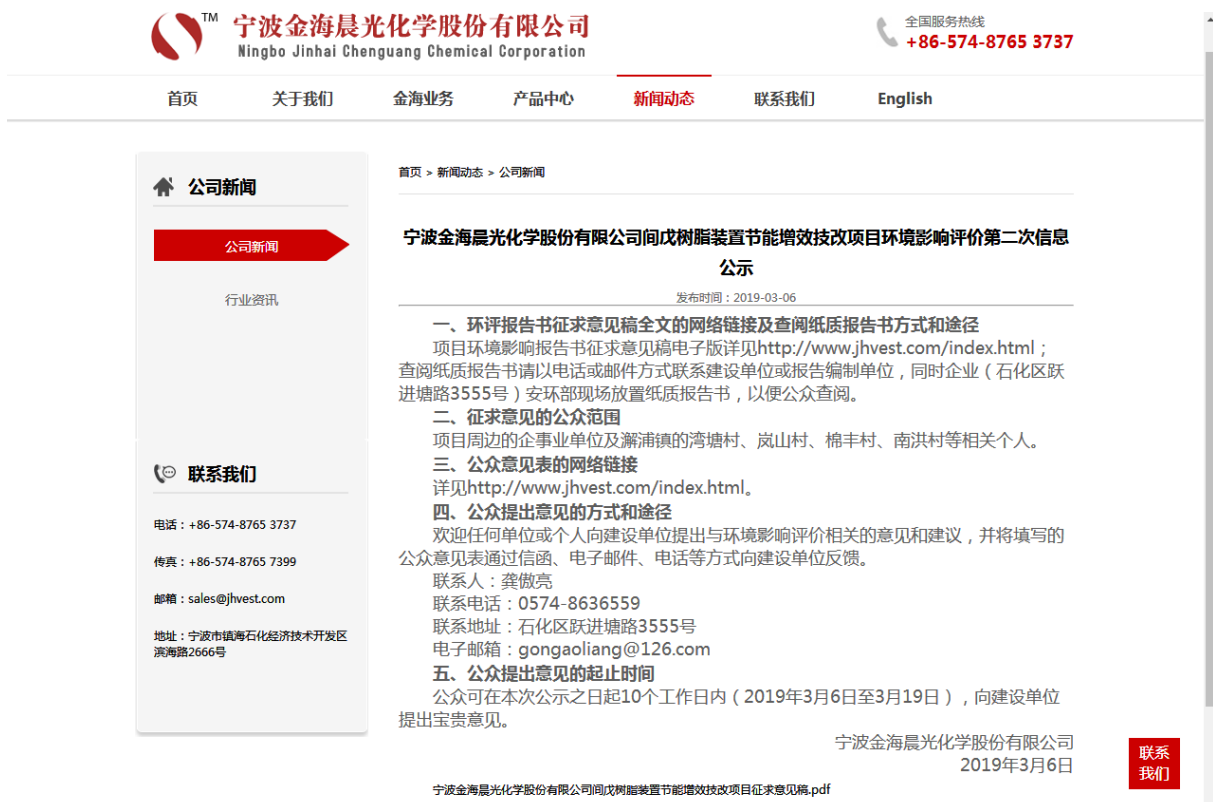 TM
宁波金海晨光化学股份有限公司
Ningbo Jinhai Chenguang Chemical Corporation
全国服务热线
+86-574-8765 3737
首页 关于我们 金海业务 产品中心 新闻动态 联系我们 English
公司新闻
公司新闻
行业资讯
联系我们
电话：+86-574-8765 3737
传真：+86-574-8765 7399
邮箱：sales@jhvest.com
地址：宁波市镇海石化经济技术开发区
滨海路2666号
首页 > 新闻动态 > 公司新闻
宁波金海晨光化学股份有限公司间戊树脂装置节能增效技改项目环境影响评价第二次信息
公示
发布时间：2019-03-06
一、环评报告书征求意见稿全文的网络链接及查阅纸质报告书方式和途径
项目环境影响报告书征求意见稿电子版详见http://www.jhvest.com/index.html；
查阅纸质报告书请以电话或邮件方式联系建设单位或报告编制单位，同时企业（石化区跃
进塘路3555号）安环部现场放置纸质报告书，以便公众查阅。
二、征求意见的公众范围
项目周边的企事业单位及澥浦镇的湾塘村、岚山村、棉丰村、南洪村等相关个人。
三、公众意见表的网络链接
详见http://www.jhvest.com/index.html。
四、公众提出意见的方式和途径
欢迎任何单位或个人向建设单位提出与环境影响评价相关的意见和建议，并将填写的
公众意见表通过信函、电子邮件、电话等方式向建设单位反馈。
联系人：龚傲亮
联系电话：0574-8636559
联系地址：石化区跃进塘路3555号
电子邮箱：gongaoliang@126.com
五、公众提出意见的起止时间
公众可在本次公示之日起10个工作日内（2019年3月6日至3月19日），向建设单位
提出宝贵意见。
宁波金海晨光化学股份有限公司
2019年3月6日
宁波金海晨光化学股份有限公司间戊树脂装置节能增效技改项目征求意见稿.pdf
联系
我们